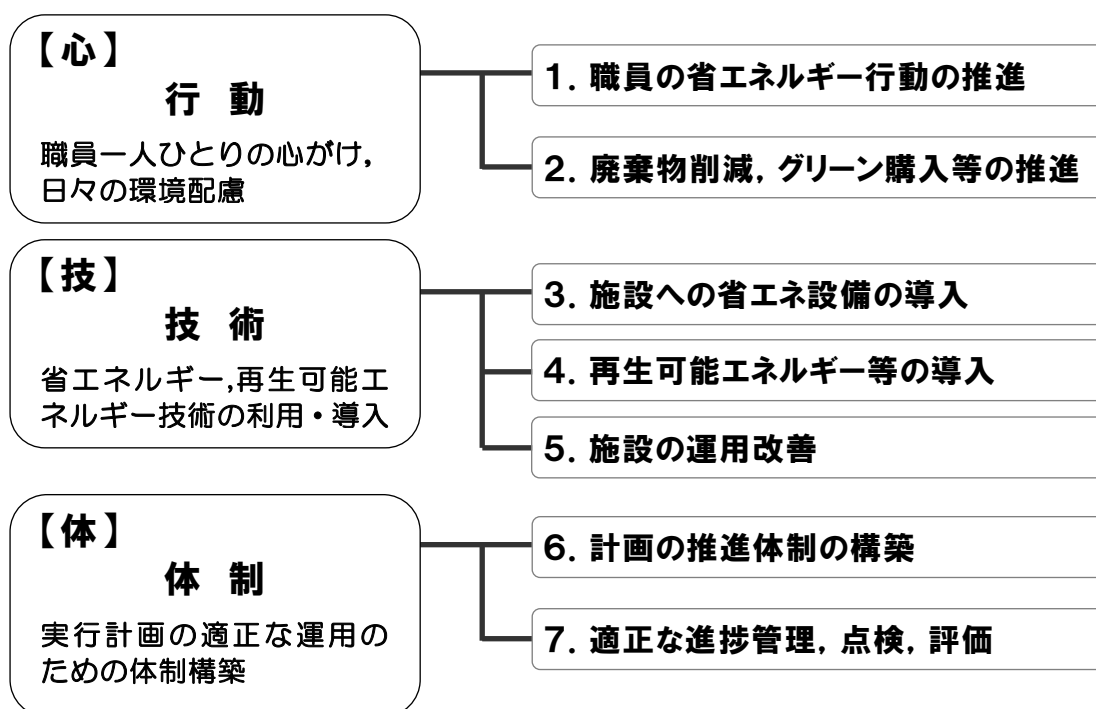 【心】
行 動
職員一人ひとりの心がけ,
日々の環境配慮
1. 職員の省エネルギー行動の推進
2. 廃棄物削減, グリーン購入等の推進
【技】
技 術
省エネルギー,再生可能エ
ネルギー技術の利用・導入
3. 施設への省エネ設備の導入
4. 再生可能エネルギー等の導入
5. 施設の運用改善
【体】
体 制
実行計画の適正な運用の
ための体制構築
6. 計画の推進体制の構築
7. 適正な進捗管理, 点検, 評価